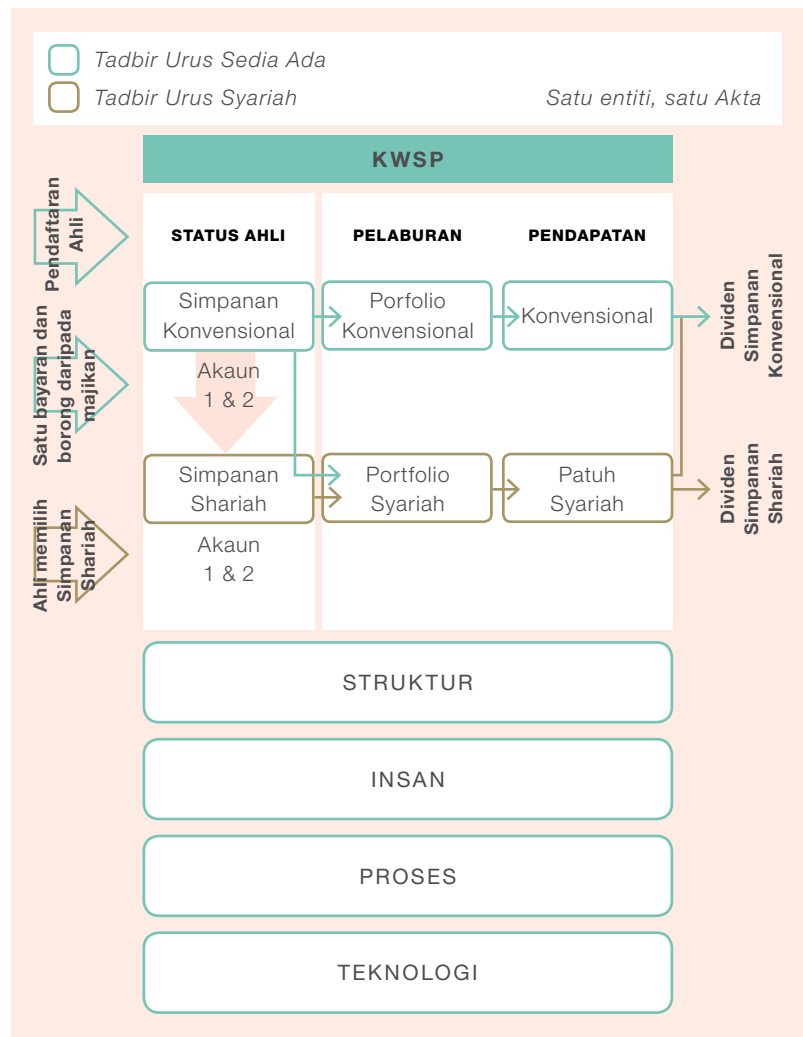 Tadbir Urus Sedia Ada
Tadbir Urus Syariah
Satu entiti, satu Akta
KWSP
Pendaftaran
Ahli
STATUS AHLI
PELABURAN
PENDAPATAN
Simpanan
Konvensional
Porfolio
Konvensional
Konvensional
Dividen
Simpanan
Konvensional
Satu bayaran dan
borong daripada
majikan
Akaun
1 & 2
Simpanan
Shariah
Portfolio
Syariah
Patuh
Syariah
Dividen
Simpanan
Shariah
Ahli memilih
Simpanan
Shariah
Akaun
1 & 2
STRUKTUR
INSAN
PROSES
TEKNOLOGI